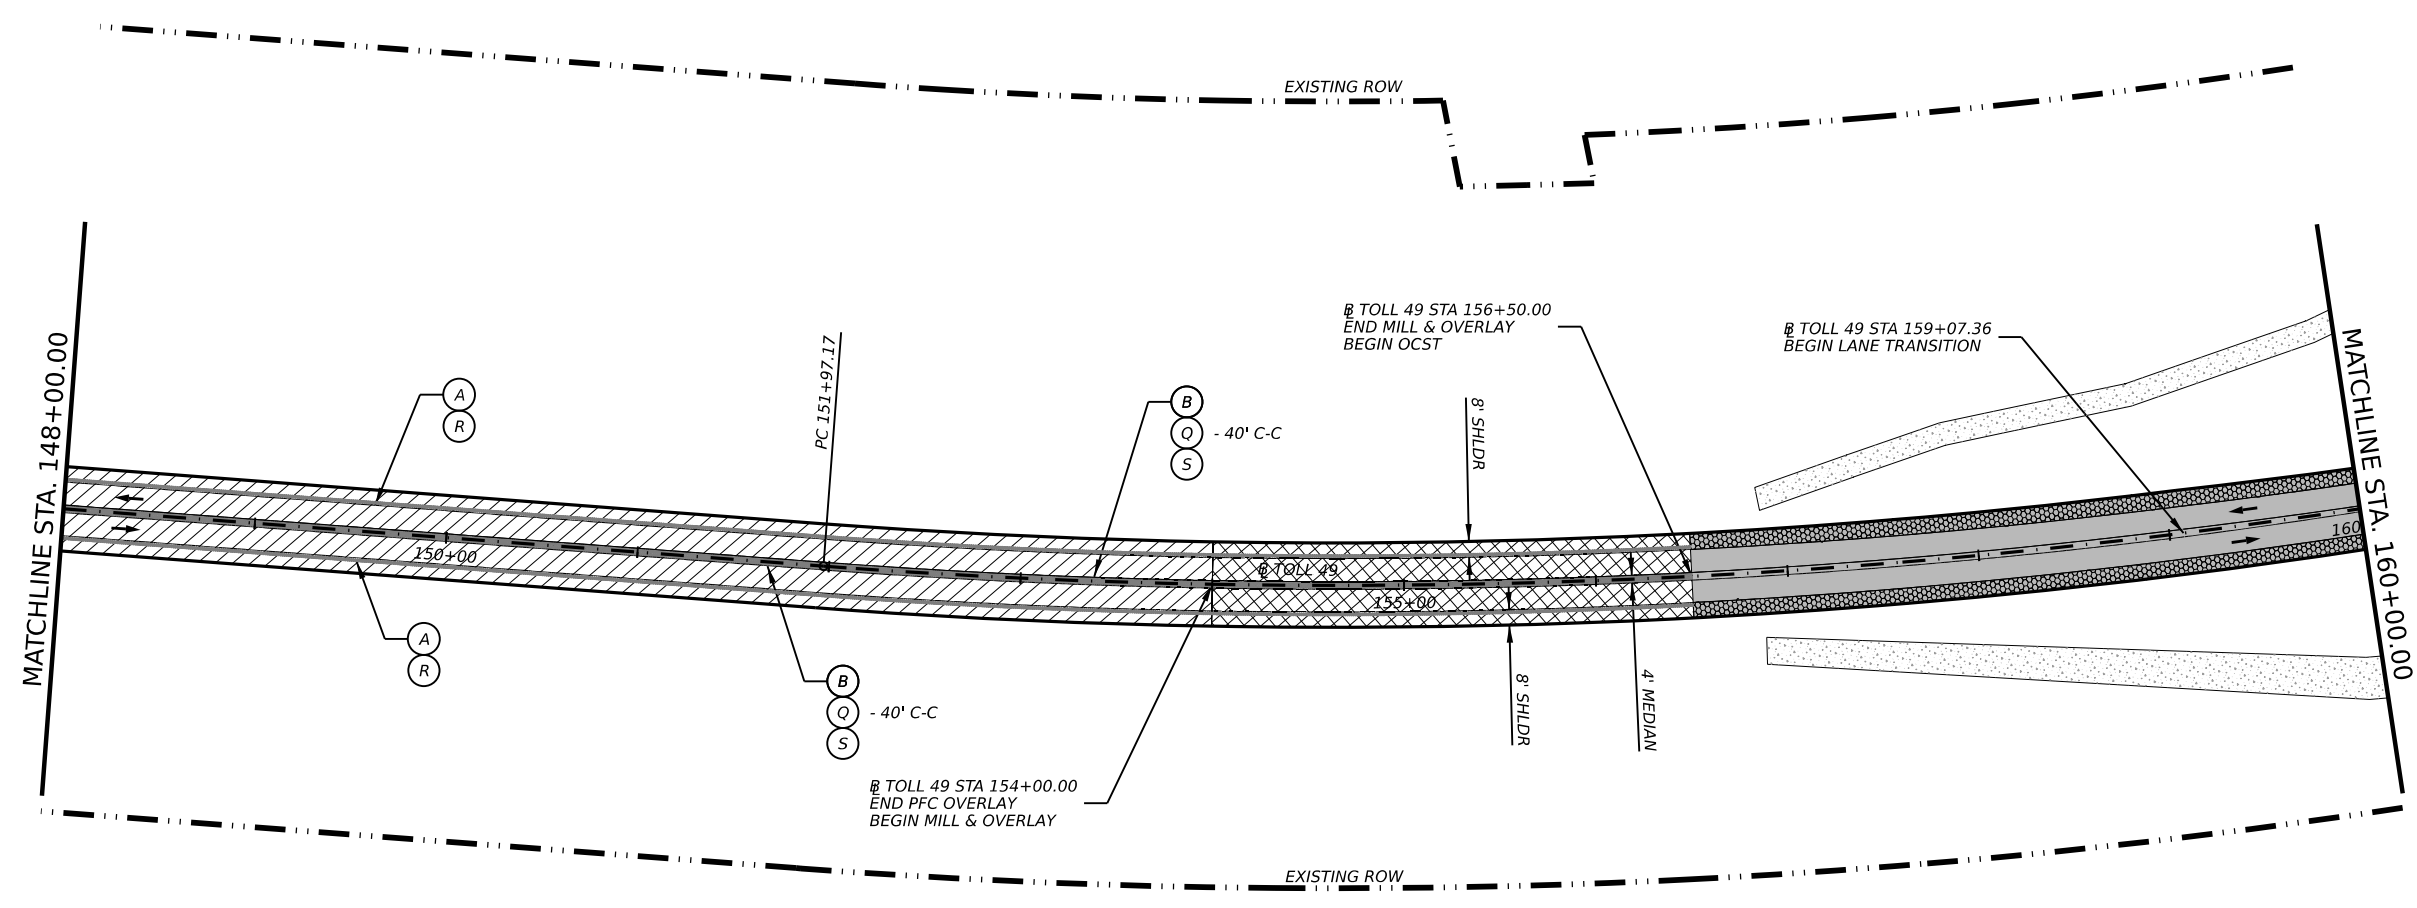 EXISTING ROW
MATCHLINE STA. 148+00.00
A
R
PC 151+97.17
B
Q - 40' C-C
S
℄ TOLL 49 STA 156+50.00
END MILL & OVERLAY
BEGIN OCST
8' SHLDR
℄ TOLL 49 STA 159+07.36
BEGIN LANE TRANSITION
MATCHLINE STA. 160+00.00
150+00
℄ TOLL 49
155+00
160
A
R
B
Q - 40' C-C
S
℄ TOLL 49 STA 154+00.00
END PFC OVERLAY
BEGIN MILL & OVERLAY
8' SHLDR
4' MEDIAN
EXISTING ROW